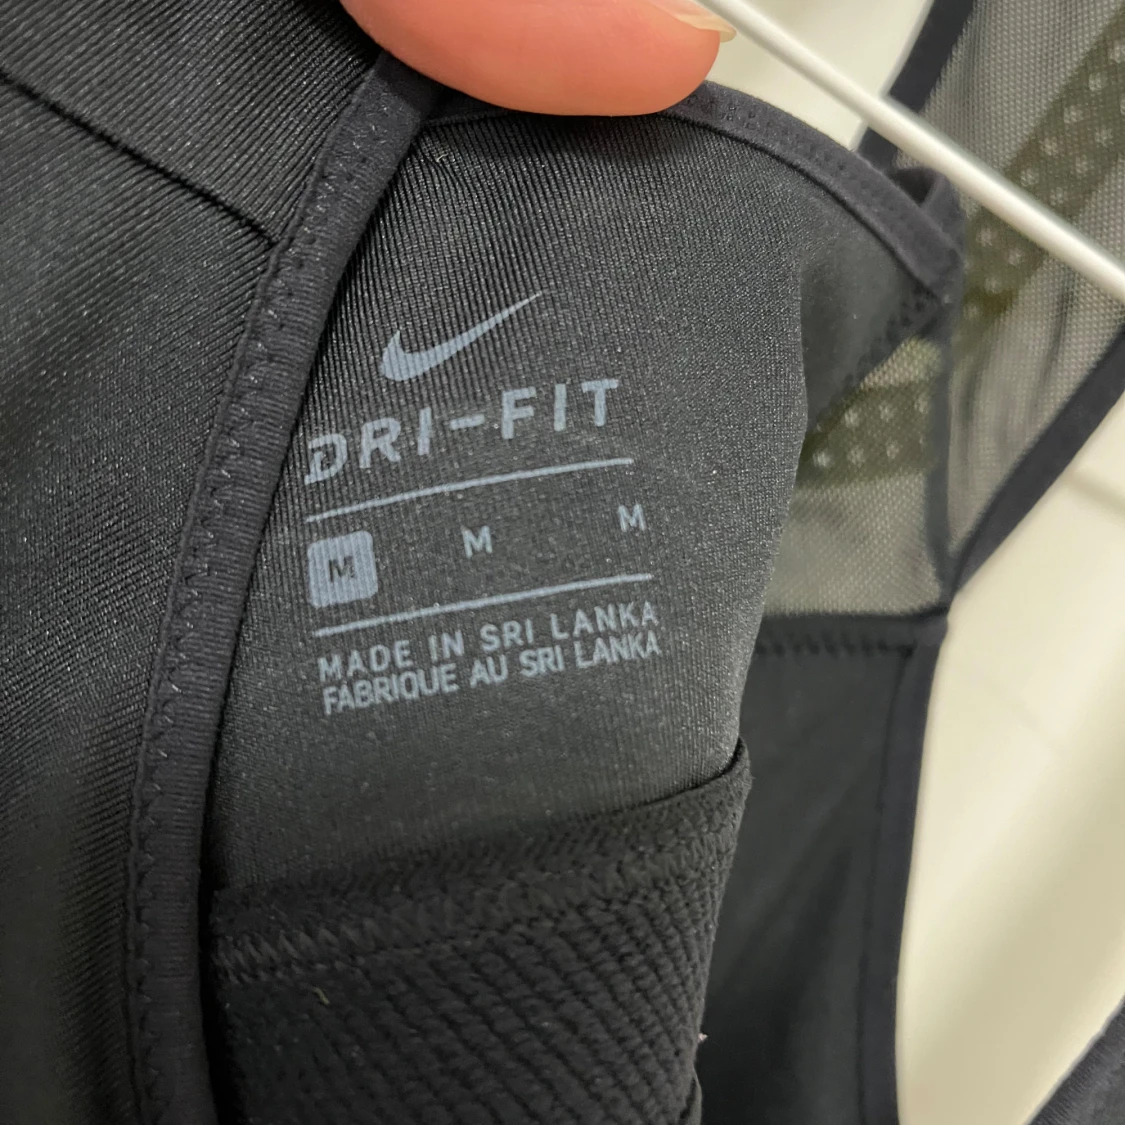 DRI-FIT
M M M
MADE IN SRI LANKA
FABRIQUE AU SRI LANKA